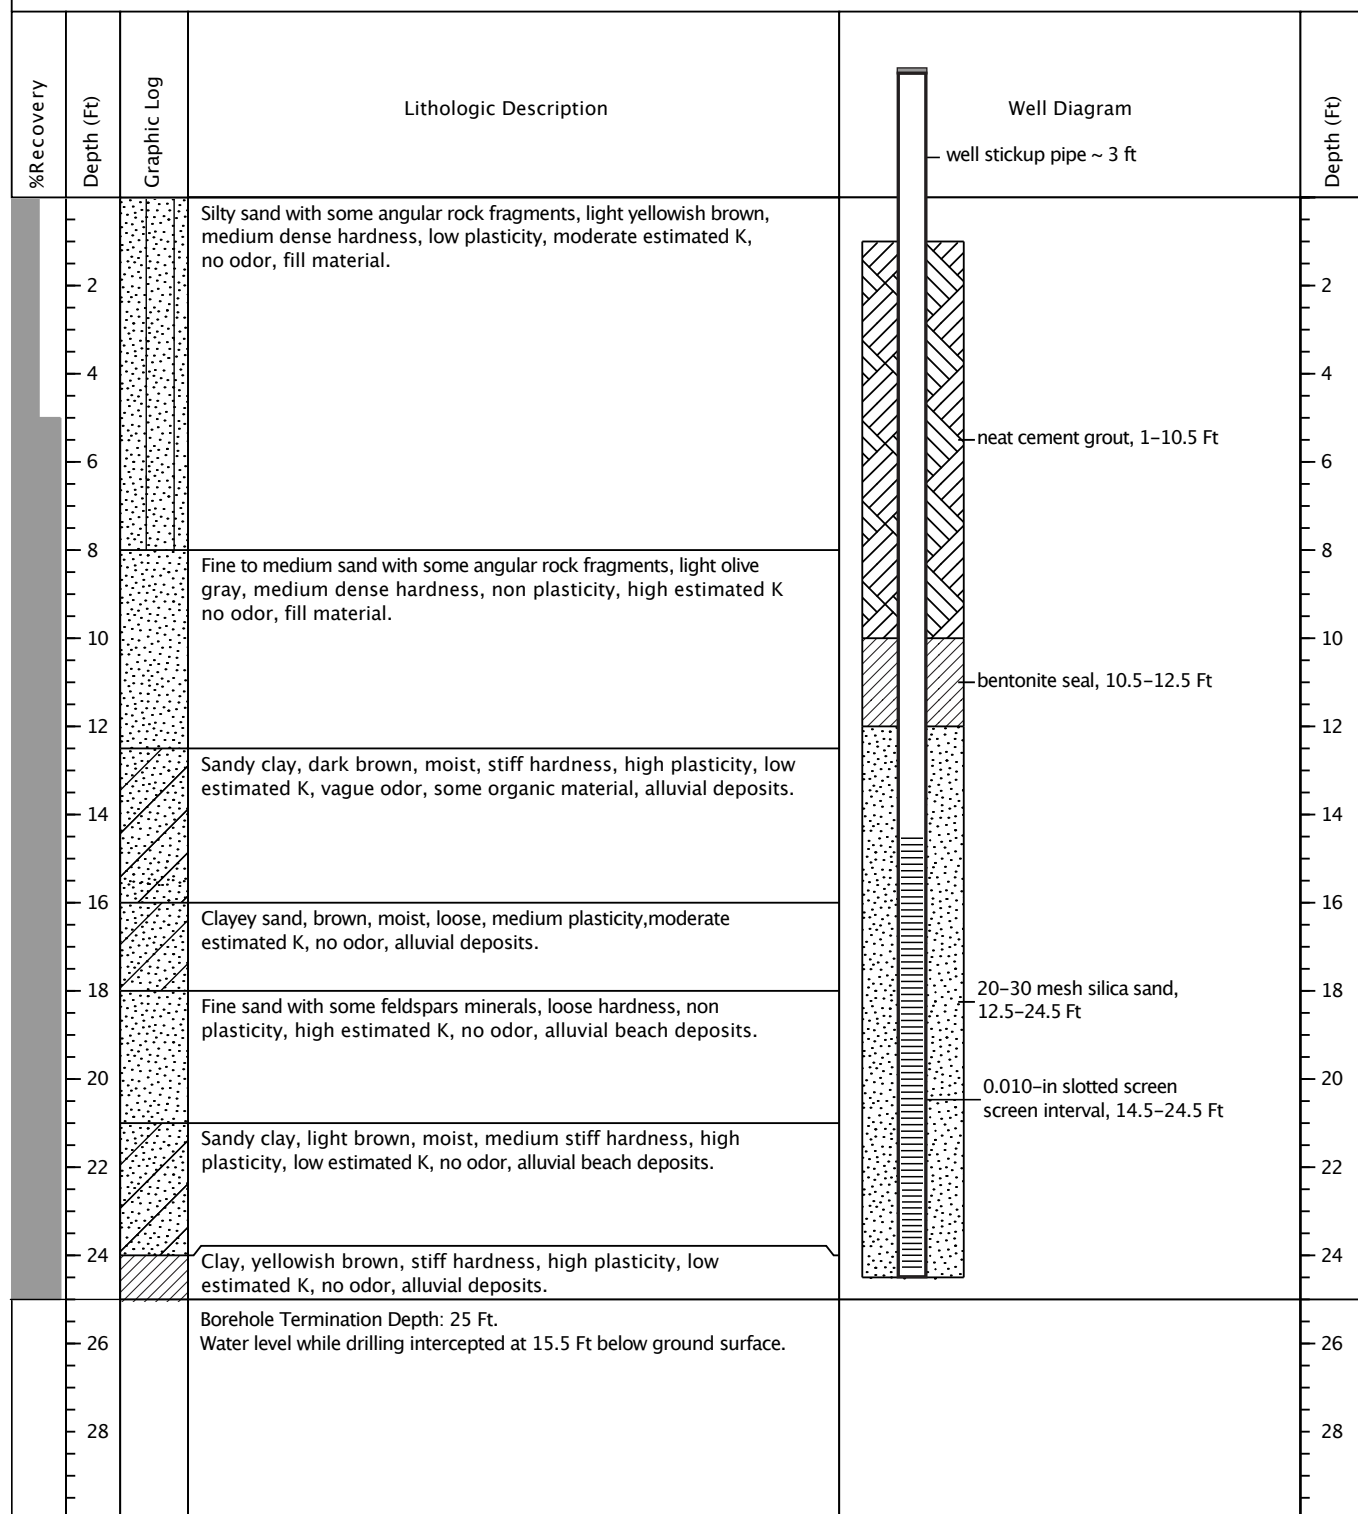 %Recovery
Depth (Ft)
Graphic Log
Lithologic Description
Well Diagram
Depth (Ft)
well stickup pipe ~ 3 ft
Silty sand with some angular rock fragments, light yellowish brown,
medium dense hardness, low plasticity, moderate estimated K,
no odor, fill material.
2
2
4
4
neat cement grout, 1-10.5 Ft
6
6
8
8
Fine to medium sand with some angular rock fragments, light olive
gray, medium dense hardness, non plasticity, high estimated K
no odor, fill material.
10
10
bentonite seal, 10.5-12.5 Ft
12
12
Sandy clay, dark brown, moist, stiff hardness, high plasticity, low
estimated K, vague odor, some organic material, alluvial deposits.
14
14
16
16
Clayey sand, brown, moist, loose, medium plasticity,moderate
estimated K, no odor, alluvial deposits.
18
18
20-30 mesh silica sand,
12.5-24.5 Ft
Fine sand with some feldspars minerals, loose hardness, non
plasticity, high estimated K, no odor, alluvial beach deposits.
20
20
0.010-in slotted screen
screen interval, 14.5-24.5 Ft
Sandy clay, light brown, moist, medium stiff hardness, high
plasticity, low estimated K, no odor, alluvial beach deposits.
22
22
24
24
Clay, yellowish brown, stiff hardness, high plasticity, low
estimated K, no odor, alluvial deposits.
Borehole Termination Depth: 25 Ft.
Water level while drilling intercepted at 15.5 Ft below ground surface.
26
26
28
28